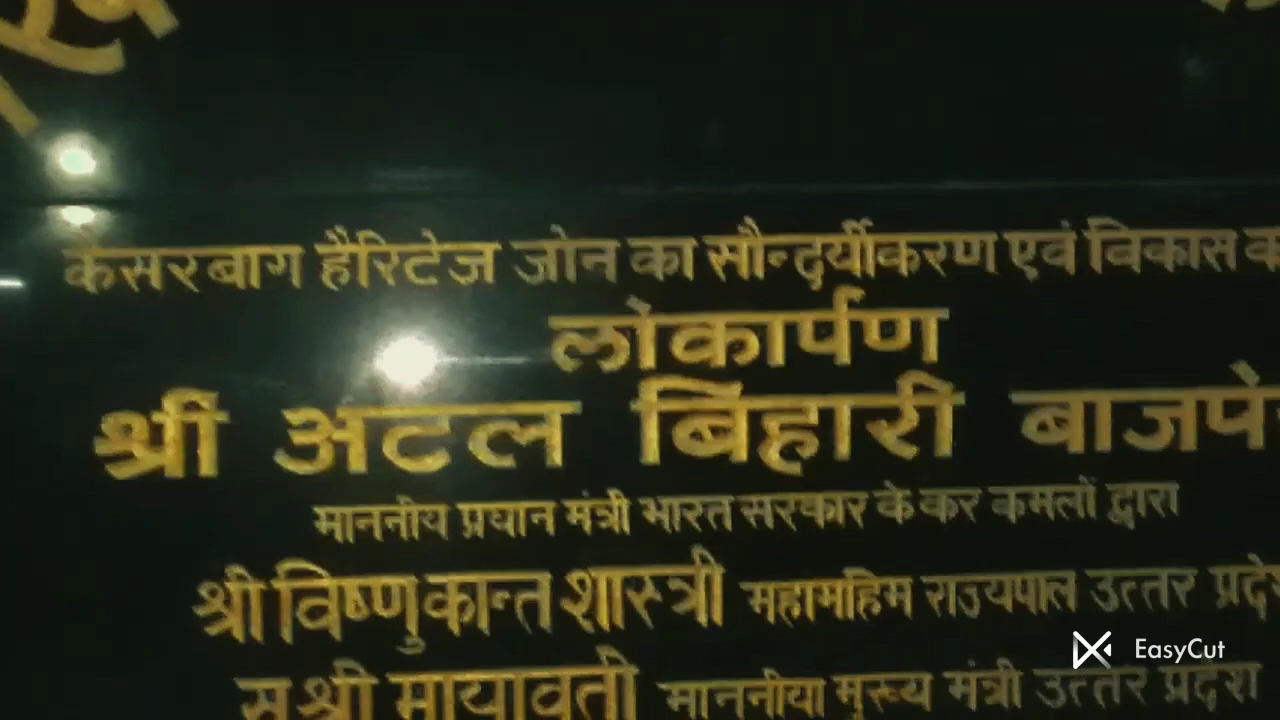 केसरबाग हैरिटेज जोन का सौन्दर्यीकरण एवं विकास
लोकार्पण
श्री अटल बिहारी
माननीय प्रधान मंत्री भारत सरकार के कर कमलों द्वारा
श्री विष्णुकान्त शास्त्री महामहिम राज्यपाल उत्तर प्रदेश
सुश्री मायावती माननीया मुख्य मंत्री उत्तर प्रदेश
EasyCut